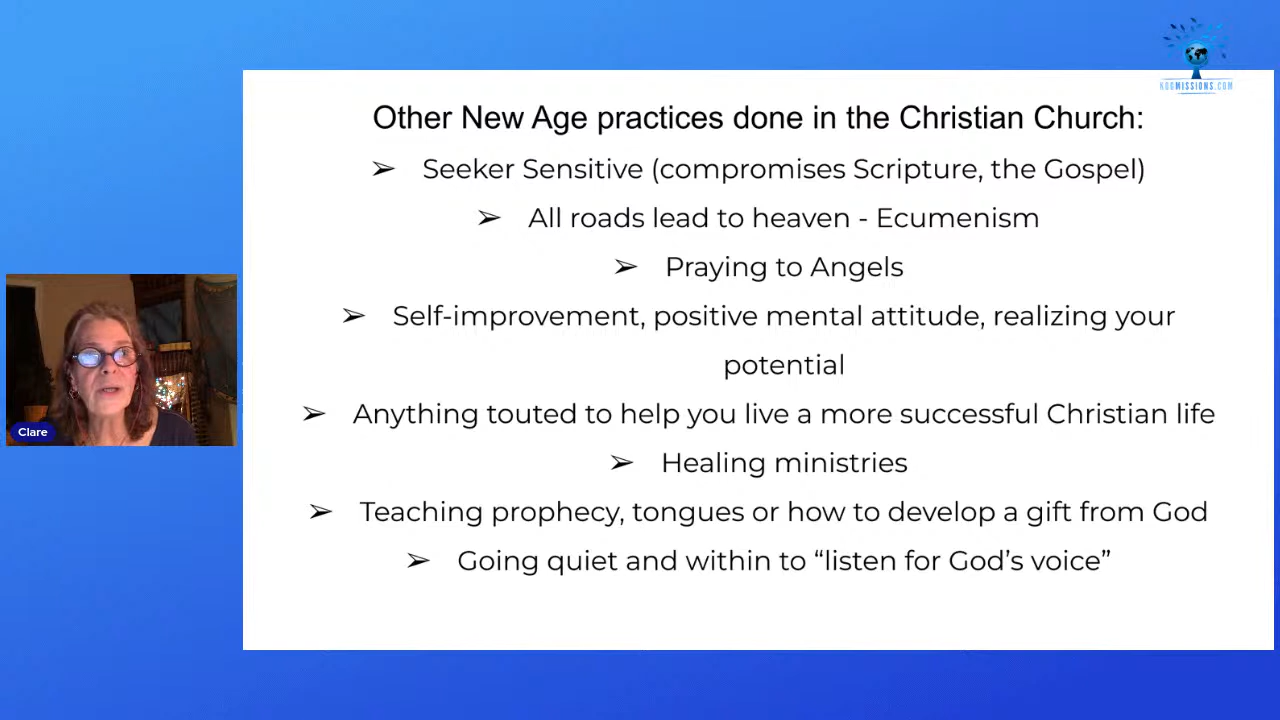 KGDMISSIONS.COM
Other New Age practices done in the Christian Church:
➢ Seeker Sensitive (compromises Scripture, the Gospel)
➢ All roads lead to heaven - Ecumenism
➢ Praying to Angels
➢ Self-improvement, positive mental attitude, realizing your
potential
➢ Anything touted to help you live a more successful Christian life
➢ Healing ministries
➢ Teaching prophecy, tongues or how to develop a gift from God
➢ Going quiet and within to “listen for God’s voice”
Clare